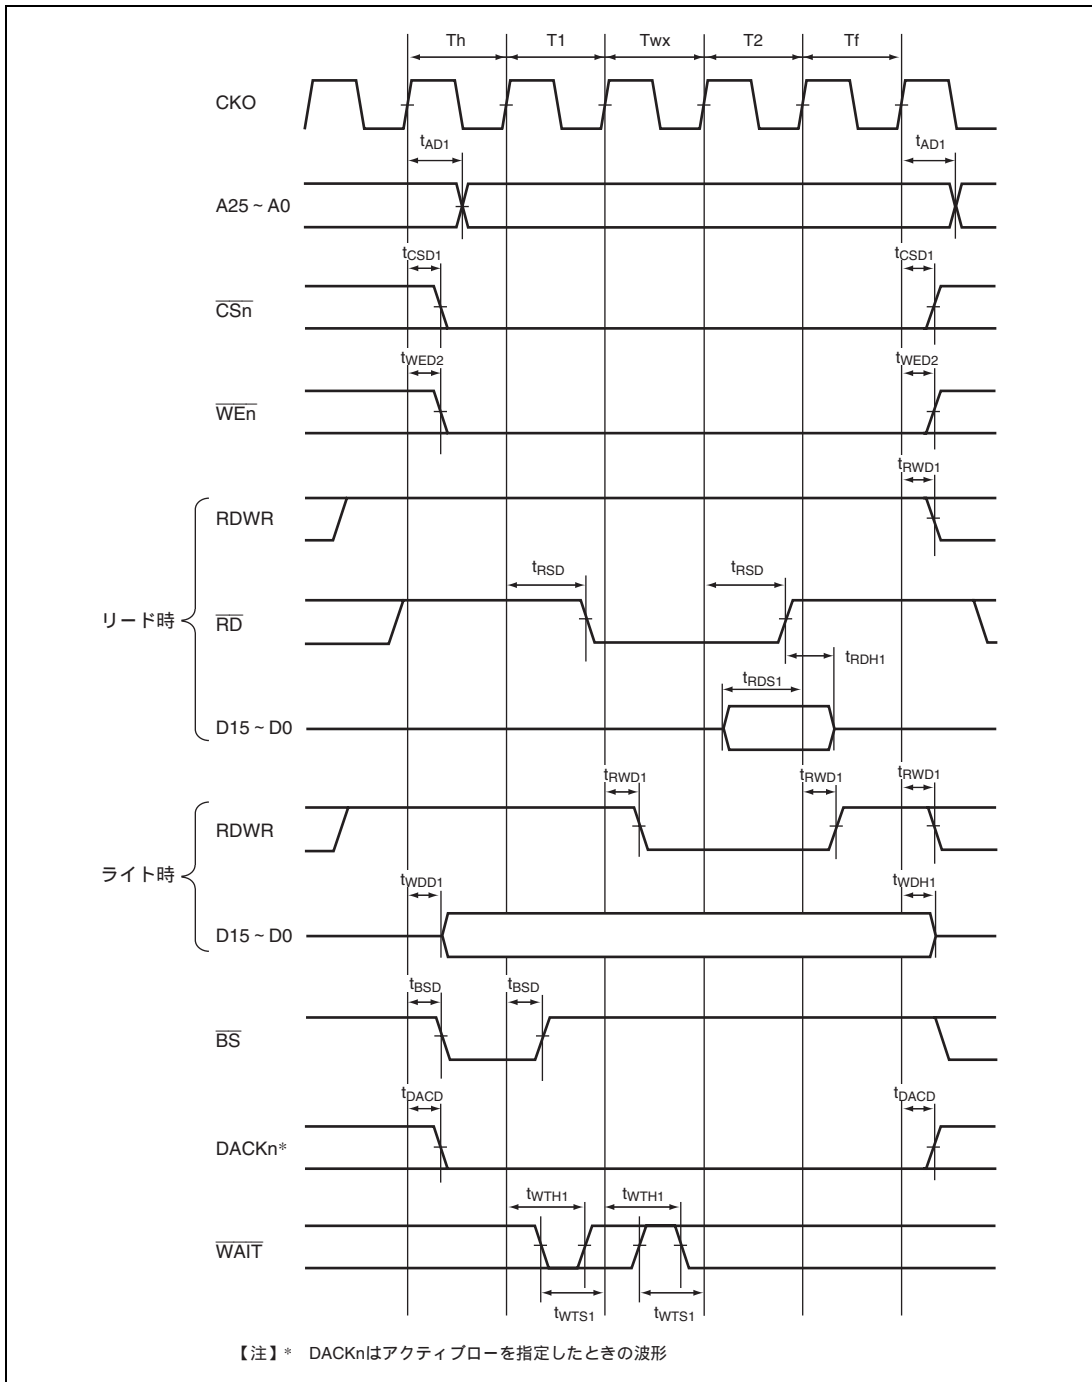 Th T1 Twx T2 Tf
CKO
tAD1 tAD1
A25 ~ A0
tCSD1 tCSD1
CSn
tWED2 tWED2
WEn
tRWD1
RDWR
tRSD tRSD
リード時
RD
tRDH1
tRDS1
D15 ~ D0
tRWD1 tRWD1 tRWD1
RDWR
ライト時
tWDD1 tWDH1
D15 ~ D0
tBSD tBSD
BS
tDACD tDACD
DACKn*
tWTH1 tWTH1
WAIT
tWTS1 tWTS1
【注】* DACKnはアクティブローを指定したときの波形